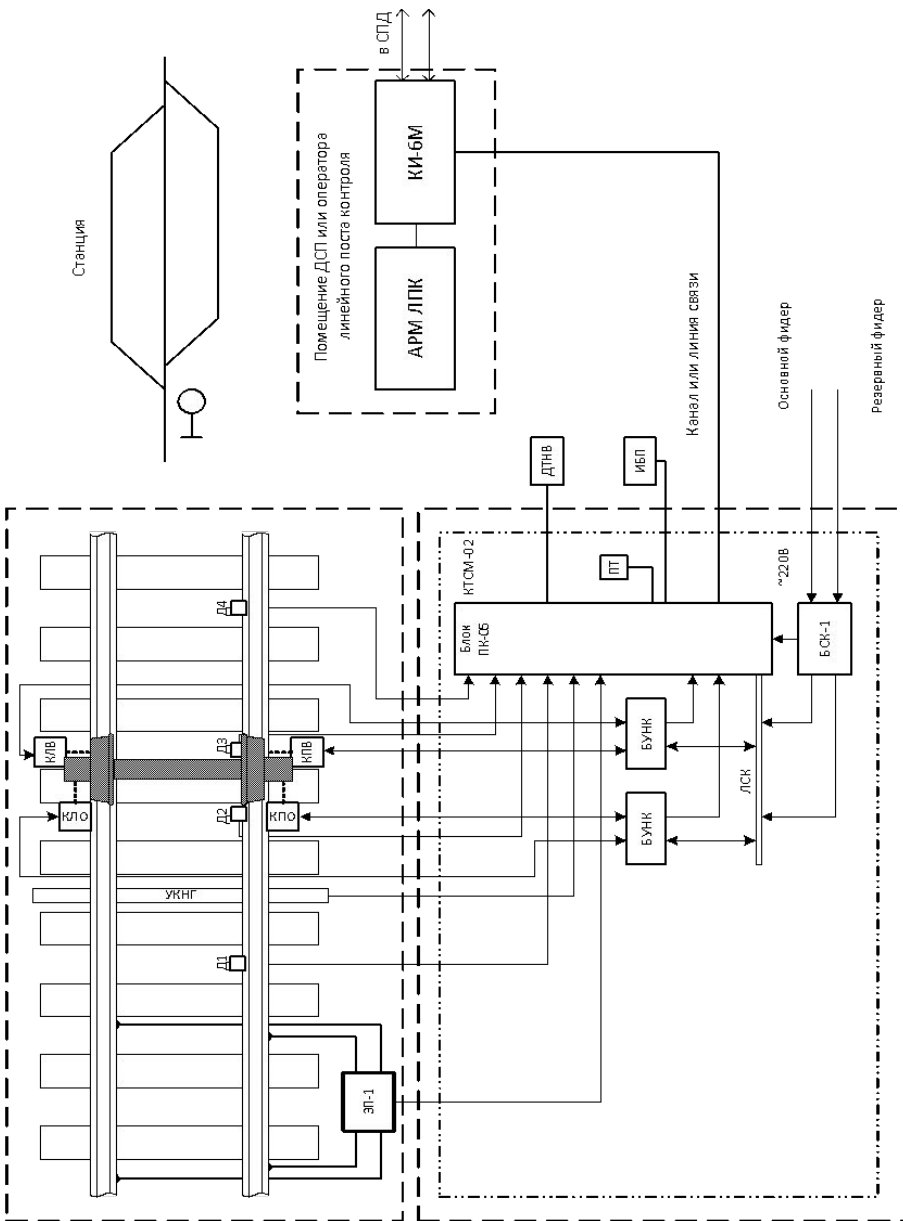 Станция
в СПД
Помещение ДСП или оператора
линейного поста контроля
КИ-6М
АРМ ЛПК
Канал или линия связи
Основной фидер
Резервный фидер
ДТНВ
ИБП
ПТ
КТСМ-02
~220В
Блок
ПК-05
БСК-1
БУНК
БУНК
ЛСК
Д4
КЛВ
Д3
КПВ
КЛО
Д2
КПО
УКНГ
Д1
ЭП-1